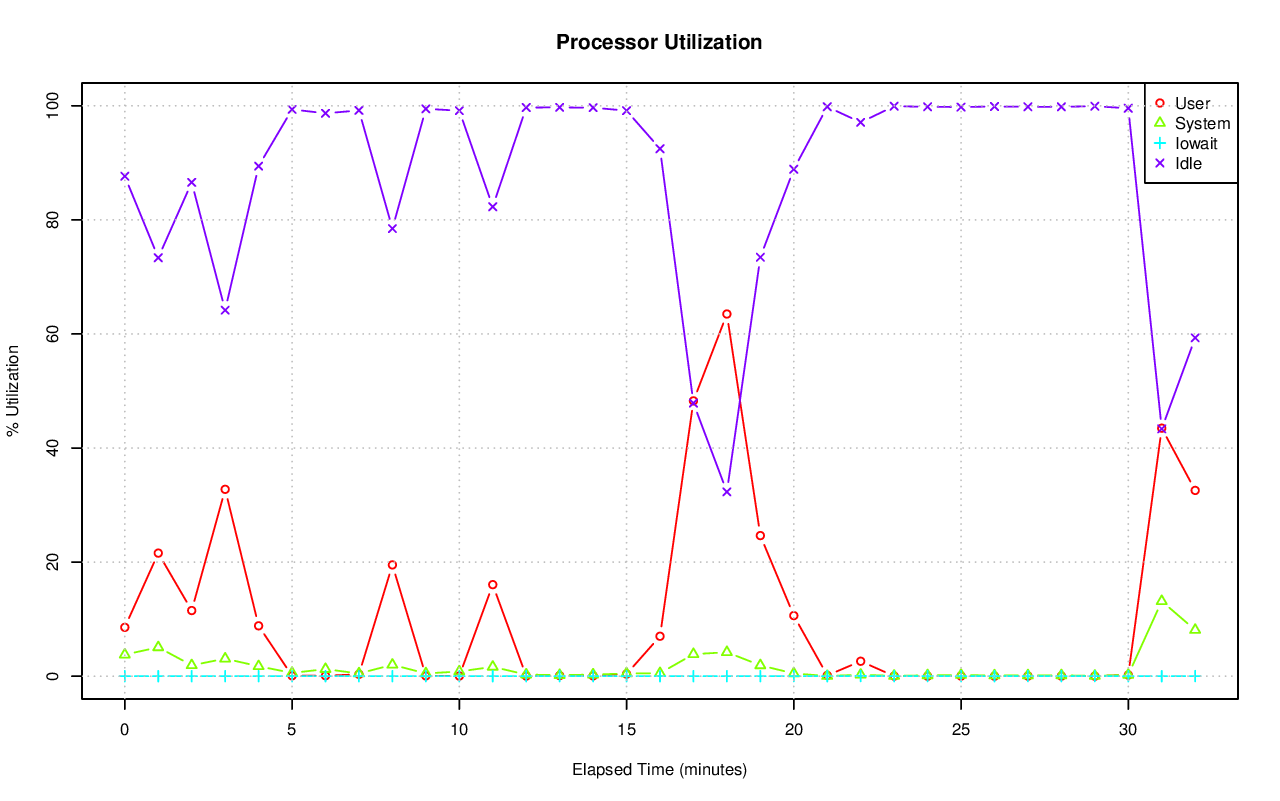 Processor Utilization
100
80
60
40
20
0
% Utilization
User
System
Iowait
Idle
0 5 10 15 20 25 30
Elapsed Time (minutes)